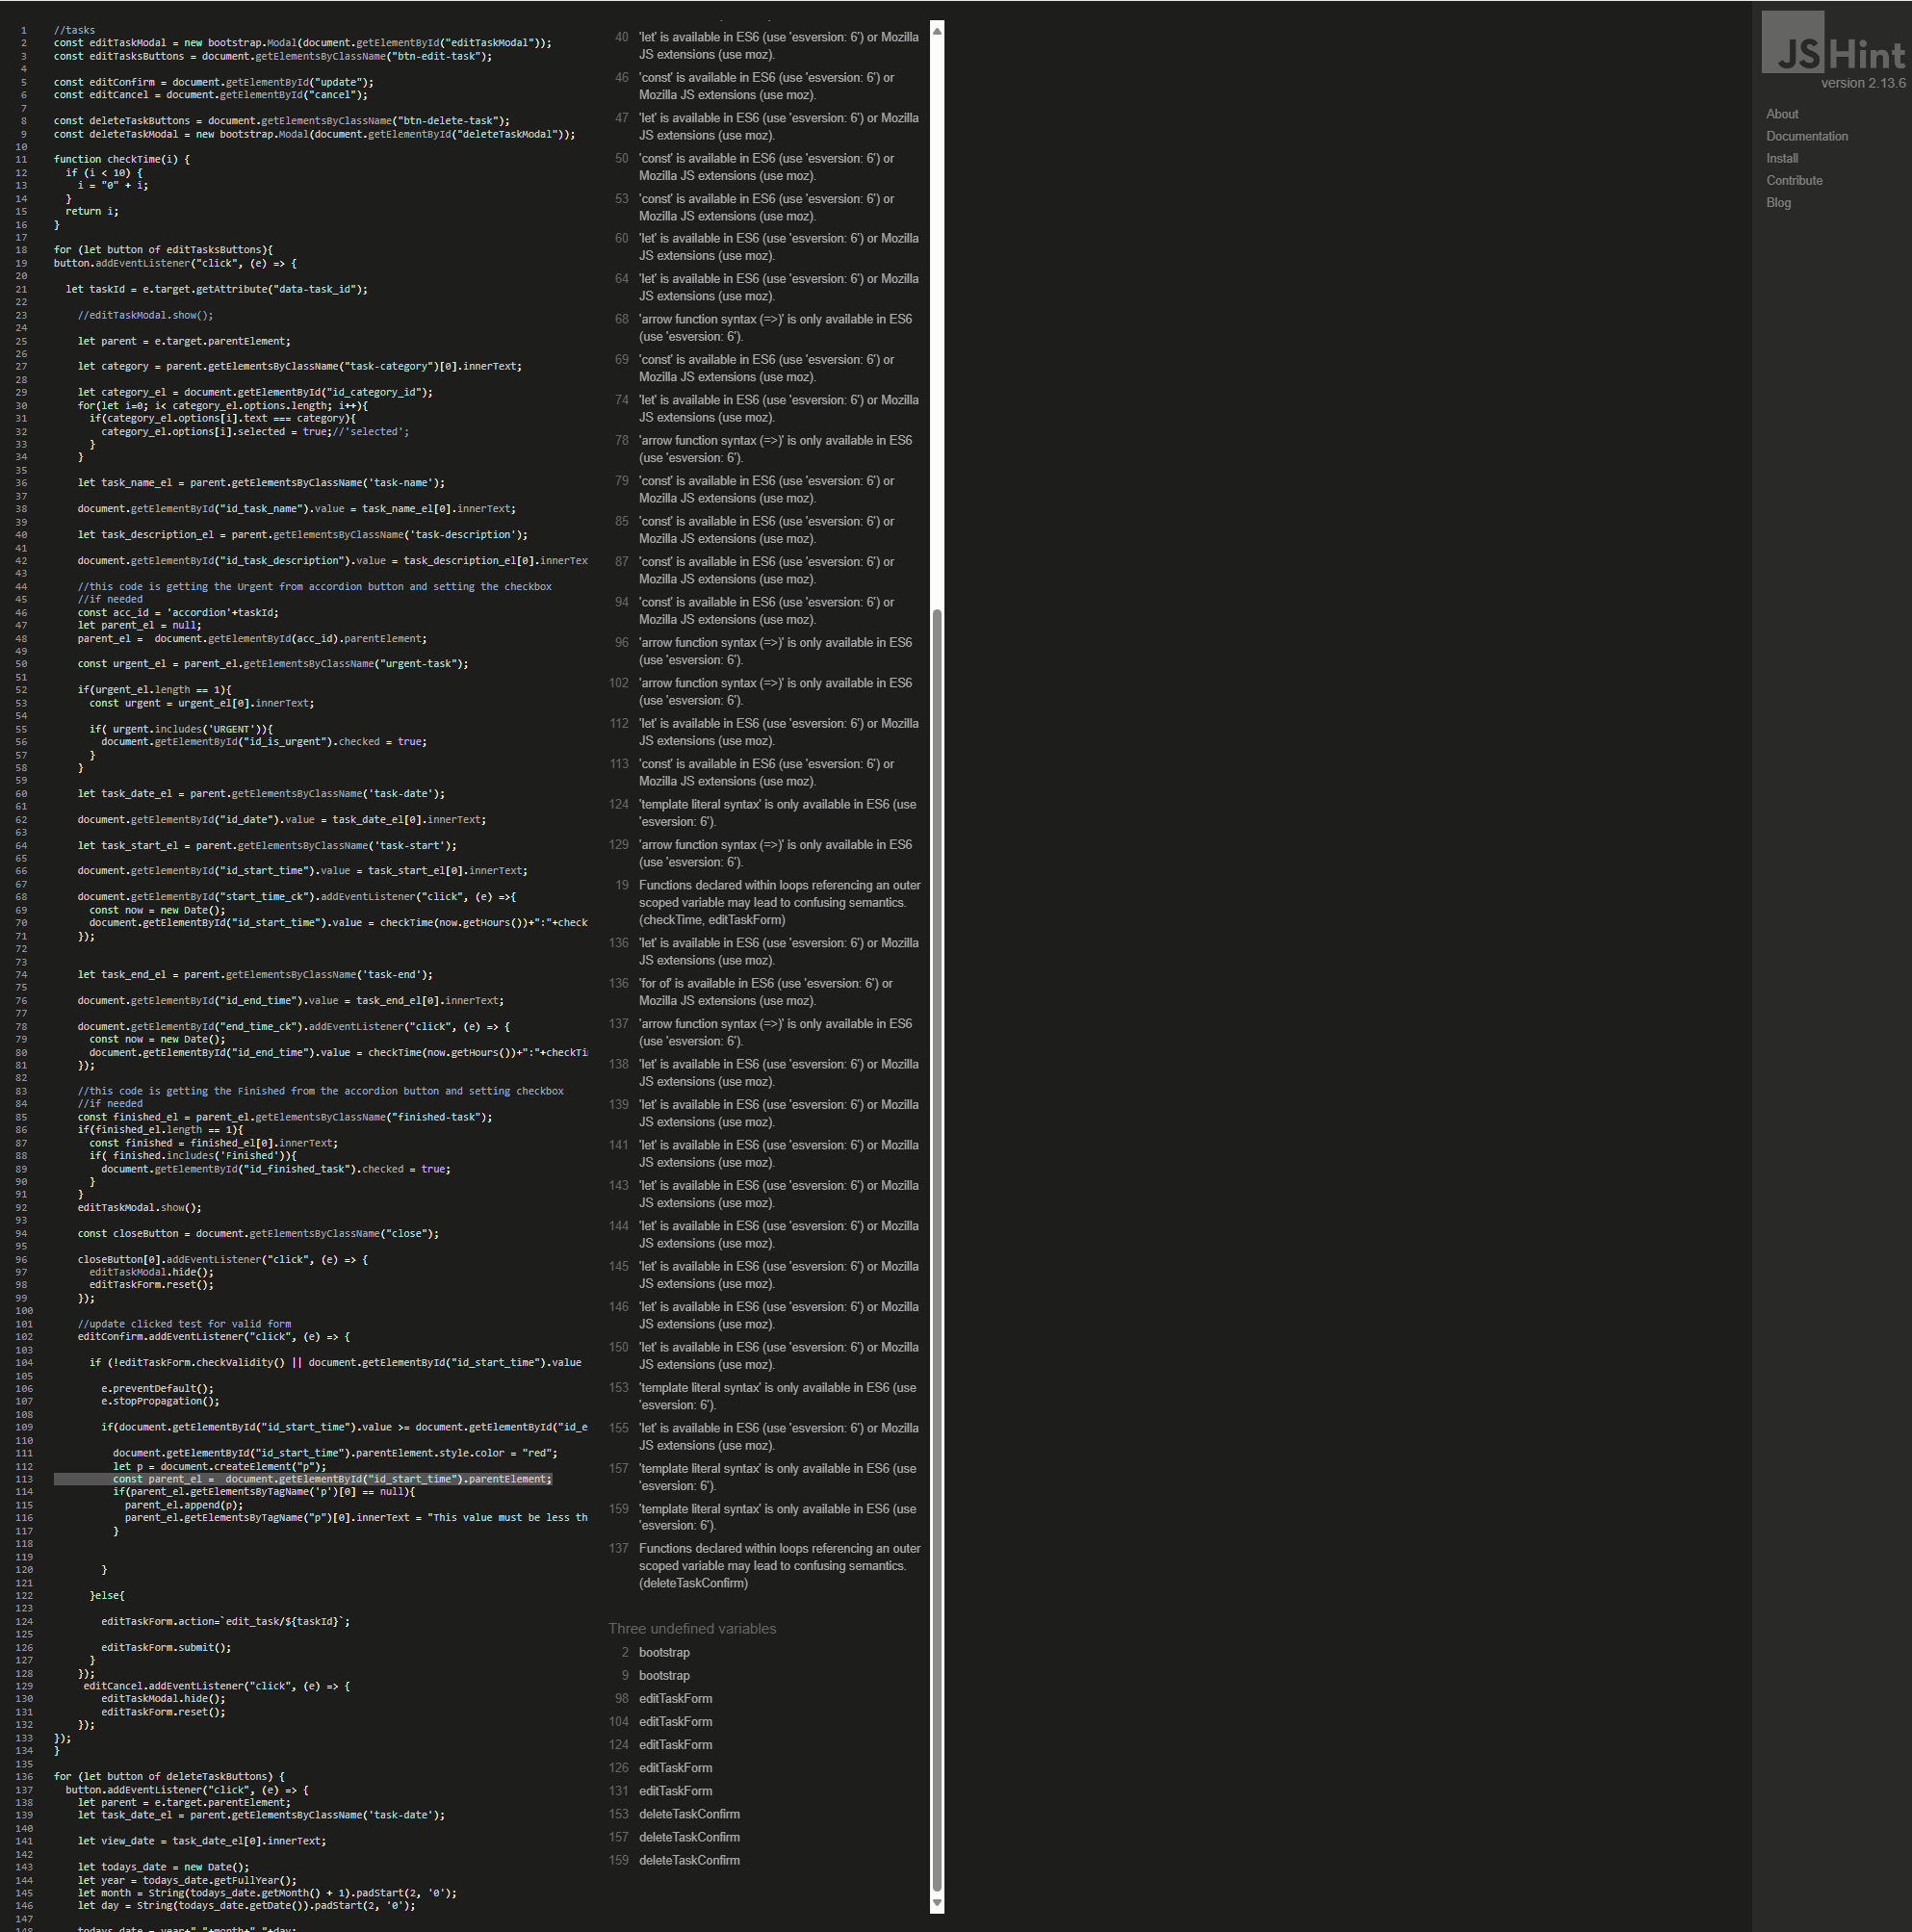 1 //tasks
2 const editTaskModal = new bootstrap.Modal(document.getElementById("editTaskModal"));
3 const editTasksButtons = document.getElementsByClassName("btn-edit-task");
4
5 const editConfirm = document.getElementById("update");
6 const editCancel = document.getElementById("cancel");
7
8 const deleteTaskButtons = document.getElementsByClassName("btn-delete-task");
9 const deleteTaskModal = new bootstrap.Modal(document.getElementById("deleteTaskModal"));
10
11 function checkTime(i) {
12 if (i < 10) {
13 i = "0" + i;
14 }
15 return i;
16 }
17
18 for (let button of editTasksButtons){
19 button.addEventListener("click", (e) => {
20
21 let taskId = e.target.getAttribute("data-task_id");
22
23 //editTaskModal.show();
24
25 let parent = e.target.parentElement;
26
27 let category = parent.getElementsByClassName("task-category")[0].innerText;
28
29 let category_el = document.getElementById("id_category_id");
30 for(let i=0; i< category_el.options.length; i++){
31 if(category_el.options[i].text === category){
32 category_el.options[i].selected = true;//'selected';
33 }
34 }
35
36 let task_name_el = parent.getElementsByClassName('task-name');
37
38 document.getElementById("id_task_name").value = task_name_el[0].innerText;
39
40 let task_description_el = parent.getElementsByClassName('task-description');
41
42 document.getElementById("id_task_description").value = task_description_el[0].innerTex
43
44 //this code is getting the Urgent from accordion button and setting the checkbox
45 //if needed
46 const acc_id = 'accordion'+taskId;
47 let parent_el = null;
48 parent_el = document.getElementById(acc_id).parentElement;
49
50 const urgent_el = parent_el.getElementsByClassName("urgent-task");
51
52 if(urgent_el.length == 1){
53 const urgent = urgent_el[0].innerText;
54
55 if( urgent.includes('URGENT')){
56 document.getElementById("id_is_urgent").checked = true;
57 }
58 }
59
60 let task_date_el = parent.getElementsByClassName('task-date');
61
62 document.getElementById("id_date").value = task_date_el[0].innerText;
63
64 let task_start_el = parent.getElementsByClassName('task-start');
65
66 document.getElementById("id_start_time").value = task_start_el[0].innerText;
67
68 document.getElementById("start_time_ck").addEventListener("click", (e) =>{
69 const now = new Date();
70 document.getElementById("id_start_time").value = checkTime(now.getHours())+":"+check
71 });
72
73
74 let task_end_el = parent.getElementsByClassName('task-end');
75
76 document.getElementById("id_end_time").value = task_end_el[0].innerText;
77
78 document.getElementById("end_time_ck").addEventListener("click", (e) => {
79 const now = new Date();
80 document.getElementById("id_end_time").value = checkTime(now.getHours())+":"+checkTi
81 });
82
83 //this code is getting the Finished from the accordion button and setting checkbox
84 //if needed
85 const finished_el = parent_el.getElementsByClassName("finished-task");
86 if(finished_el.length == 1){
87 const finished = finished_el[0].innerText;
88 if( finished.includes('Finished')){
89 document.getElementById("id_finished_task").checked = true;
90 }
91 }
92 editTaskModal.show();
93
94 const closeButton = document.getElementsByClassName("close");
95
96 closeButton[0].addEventListener("click", (e) => {
97 editTaskModal.hide();
98 editTaskForm.reset();
99 });
100
101 //update clicked test for valid form
102 editConfirm.addEventListener("click", (e) => {
103
104 if (!editTaskForm.checkValidity() || document.getElementById("id_start_time").value
105
106 e.preventDefault();
107 e.stopPropagation();
108
109 if(document.getElementById("id_start_time").value >= document.getElementById("id_e
110
111 document.getElementById("id_start_time").parentElement.style.color = "red";
112 let p = document.createElement("p");
113 const parent_el = document.getElementById("id_start_time").parentElement;
114 if(parent_el.getElementsByTagName('p')[0] == null){
115 parent_el.append(p);
116 parent_el.getElementsByTagName("p")[0].innerText = "This value must be less th
117 }
118
119
120 }
121
122 }else{
123
124 editTaskForm.action=`edit_task/${taskId}`;
125
126 editTaskForm.submit();
127 }
128 });
129 editCancel.addEventListener("click", (e) => {
130 editTaskModal.hide();
131 editTaskForm.reset();
132 });
133 });
134 }
135
136 for (let button of deleteTaskButtons) {
137 button.addEventListener("click", (e) => {
138 let parent = e.target.parentElement;
139 let task_date_el = parent.getElementsByClassName('task-date');
140
141 let view_date = task_date_el[0].innerText;
142
143 let todays_date = new Date();
144 let year = todays_date.getFullYear();
145 let month = String(todays_date.getMonth() + 1).padStart(2, '0');
146 let day = String(todays_date.getDate()).padStart(2, '0');
147
40 'let' is available in ES6 (use 'esversion: 6') or Mozilla
JS extensions (use moz).
46 'const' is available in ES6 (use 'esversion: 6') or
Mozilla JS extensions (use moz).
47 'let' is available in ES6 (use 'esversion: 6') or Mozilla
JS extensions (use moz).
50 'const' is available in ES6 (use 'esversion: 6') or
Mozilla JS extensions (use moz).
53 'const' is available in ES6 (use 'esversion: 6') or
Mozilla JS extensions (use moz).
60 'let' is available in ES6 (use 'esversion: 6') or Mozilla
JS extensions (use moz).
64 'let' is available in ES6 (use 'esversion: 6') or Mozilla
JS extensions (use moz).
68 'arrow function syntax (=>)' is only available in ES6
(use 'esversion: 6').
69 'const' is available in ES6 (use 'esversion: 6') or
Mozilla JS extensions (use moz).
74 'let' is available in ES6 (use 'esversion: 6') or Mozilla
JS extensions (use moz).
78 'arrow function syntax (=>)' is only available in ES6
(use 'esversion: 6').
79 'const' is available in ES6 (use 'esversion: 6') or
Mozilla JS extensions (use moz).
85 'const' is available in ES6 (use 'esversion: 6') or
Mozilla JS extensions (use moz).
87 'const' is available in ES6 (use 'esversion: 6') or
Mozilla JS extensions (use moz).
94 'const' is available in ES6 (use 'esversion: 6') or
Mozilla JS extensions (use moz).
96 'arrow function syntax (=>)' is only available in ES6
(use 'esversion: 6').
102 'arrow function syntax (=>)' is only available in ES6
(use 'esversion: 6').
112 'let' is available in ES6 (use 'esversion: 6') or Mozilla
JS extensions (use moz).
113 'const' is available in ES6 (use 'esversion: 6') or
Mozilla JS extensions (use moz).
124 'template literal syntax' is only available in ES6 (use
'esversion: 6').
129 'arrow function syntax (=>)' is only available in ES6
(use 'esversion: 6').
19 Functions declared within loops referencing an outer
scoped variable may lead to confusing semantics.
(checkTime, editTaskForm)
136 'let' is available in ES6 (use 'esversion: 6') or Mozilla
JS extensions (use moz).
136 'for of' is available in ES6 (use 'esversion: 6') or
Mozilla JS extensions (use moz).
137 'arrow function syntax (=>)' is only available in ES6
(use 'esversion: 6').
138 'let' is available in ES6 (use 'esversion: 6') or Mozilla
JS extensions (use moz).
139 'let' is available in ES6 (use 'esversion: 6') or Mozilla
JS extensions (use moz).
141 'let' is available in ES6 (use 'esversion: 6') or Mozilla
JS extensions (use moz).
143 'let' is available in ES6 (use 'esversion: 6') or Mozilla
JS extensions (use moz).
144 'let' is available in ES6 (use 'esversion: 6') or Mozilla
JS extensions (use moz).
145 'let' is available in ES6 (use 'esversion: 6') or Mozilla
JS extensions (use moz).
146 'let' is available in ES6 (use 'esversion: 6') or Mozilla
JS extensions (use moz).
150 'let' is available in ES6 (use 'esversion: 6') or Mozilla
JS extensions (use moz).
153 'template literal syntax' is only available in ES6 (use
'esversion: 6').
155 'let' is available in ES6 (use 'esversion: 6') or Mozilla
JS extensions (use moz).
157 'template literal syntax' is only available in ES6 (use
'esversion: 6').
159 'template literal syntax' is only available in ES6 (use
'esversion: 6').
137 Functions declared within loops referencing an outer
scoped variable may lead to confusing semantics.
(deleteTaskConfirm)
Three undefined variables
2 bootstrap
9 bootstrap
98 editTaskForm
104 editTaskForm
124 editTaskForm
126 editTaskForm
131 editTaskForm
153 deleteTaskConfirm
157 deleteTaskConfirm
159 deleteTaskConfirm
JSHint
version 2.13.6
About
Documentation
Install
Contribute
Blog